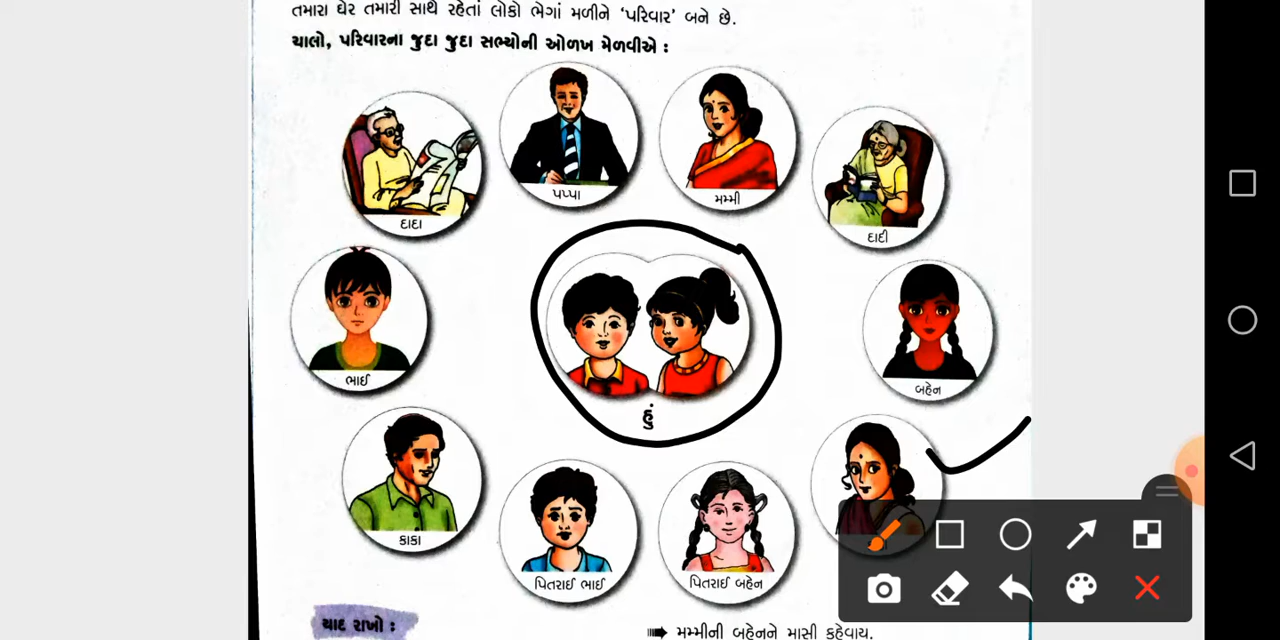 તમારા ઘેર તમારી સાથે રહેતાં લોકો ભેગાં મળીને ‘પરિવાર’ બને છે.
ચાલો, પરિવારના જુદા જુદા સભ્યોની ઓળખ મેળવીએ :
પપ્પા
મમ્મી
દાદા
દાદી
ભાઈ
બહેન
હું
કાકા
પિતરાઈ ભાઈ
પિતરાઈ બહેન
યાદ રાખો :
મમ્મીની બહેનને માસી કહેવાય.